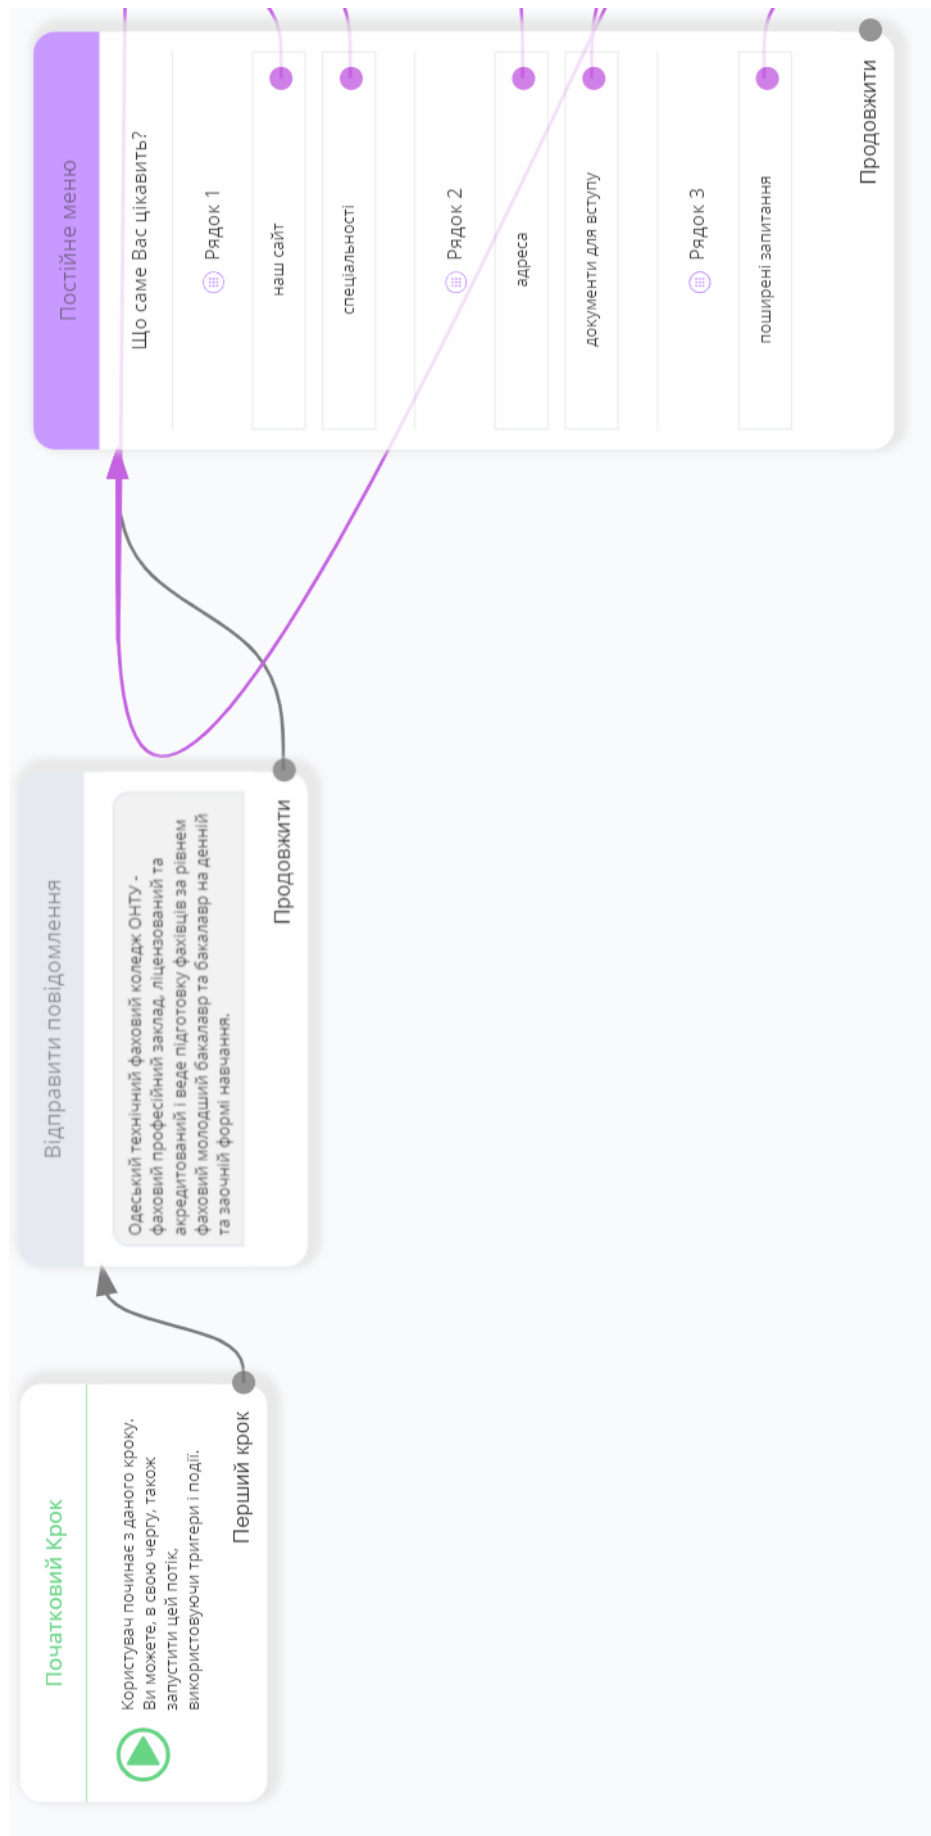 Початковий Крок
Користувач починає з даного кроку.
Ви можете, в свою чергу, також
запустити цей потік,
використовуючи тригери і події.
Перший крок
Відправити повідомлення
Одеський технічний фаховий коледж ОНТУ -
фаховий професійний заклад, ліцензований та
акредитований і веде підготовку фахівців за рівнем
фаховий молодший бакалавр та бакалавр на денній
та заочній формі навчання.
Продовжити
Постійне меню
Що саме Вас цікавить?
Рядок 1
наш сайт
спеціальності
Рядок 2
адреса
документи для вступу
Рядок 3
поширені запитання
Продовжити